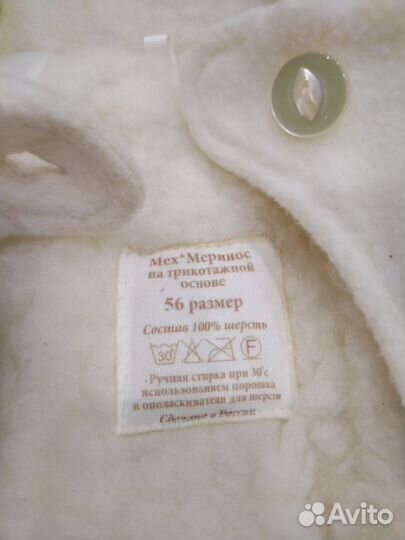 Мех*Меринос
на трикотажной
основе
56 размер
Состав 100% шерсть
30° F
Ручная стирка при 30°с
использованием порошка
и ополаскивателя для шерсти
Сделано в России
Avito